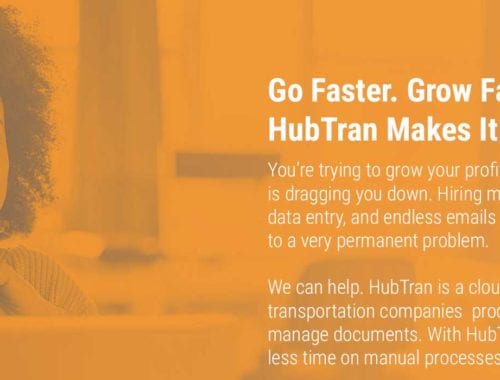 Go Faster. Grow Fa
HubTran Makes It
You're trying to grow your profi
is dragging you down. Hiring m
data entry, and endless emails
to a very permanent problem.
We can help. HubTran is a clou
transportation companies proc
manage documents. With HubT
less time on manual processes